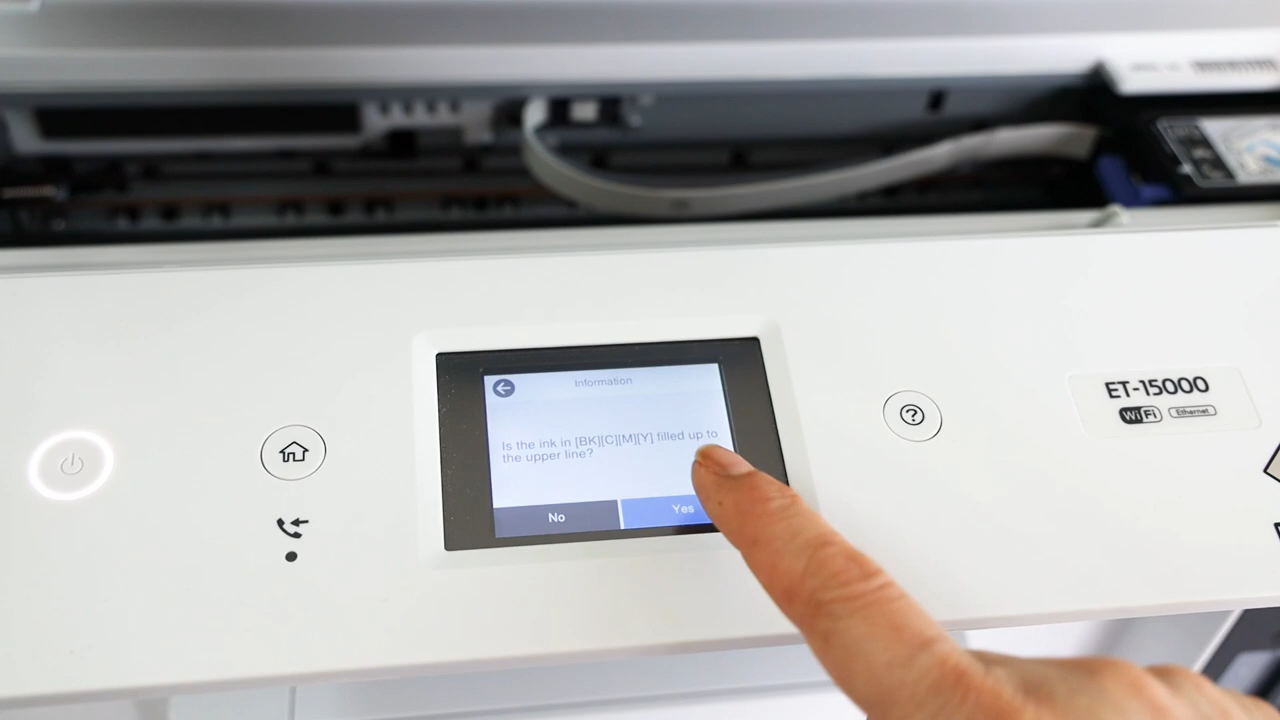 Information
Is the ink in [BK][C][M][Y] filled up to
the upper line?
No
Yes
?
ET-15000
WiFi
Ethernet